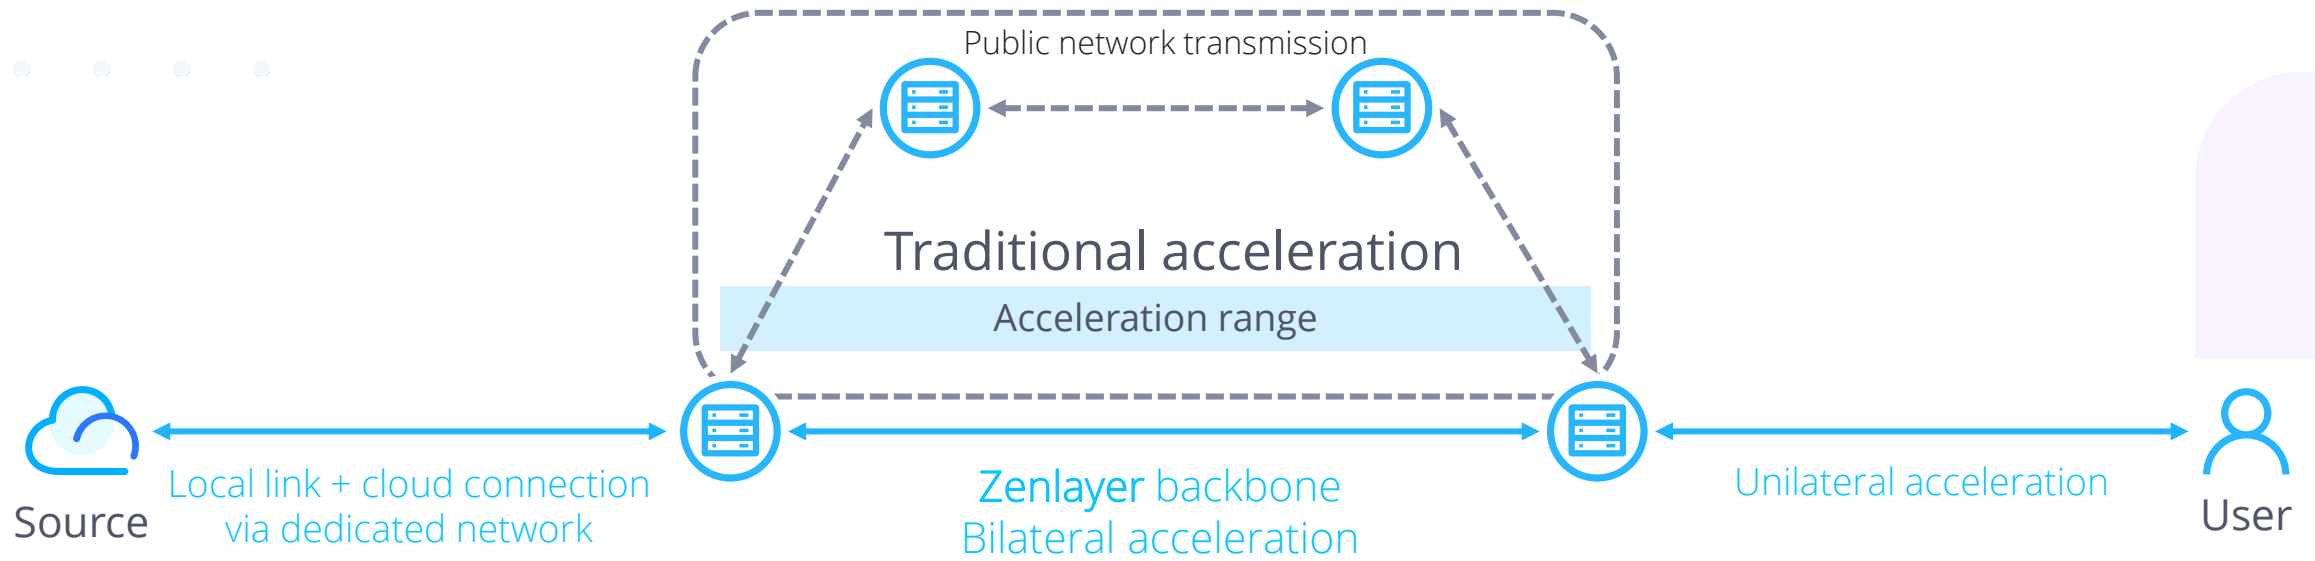 Public network transmission
Traditional acceleration
Acceleration range
Local link + cloud connection
via dedicated network
Source
Zenlayer backbone
Bilateral acceleration
Unilateral acceleration
User